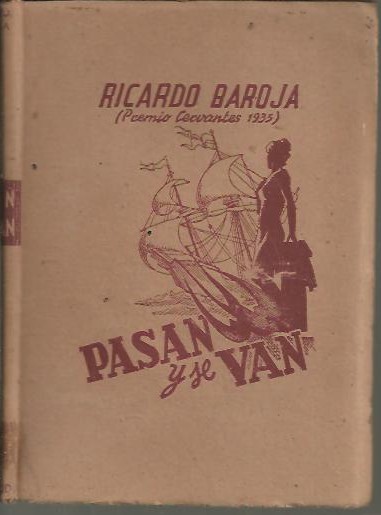 RICARDO BAROJA
(Premio Cervantes 1935)
PASAN
y se VAN